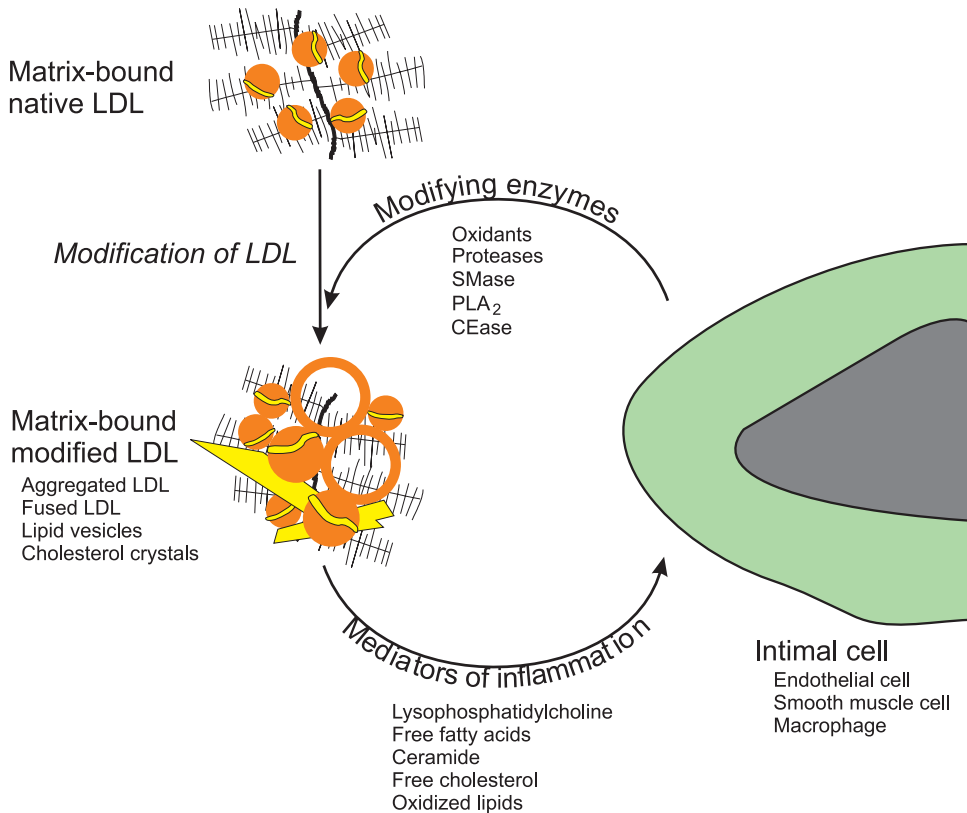 Matrix-bound
native LDL
Modifying enzymes
Oxidants
Proteases
SMase
PLA₂
CEase
Modification of LDL
Matrix-bound
modified LDL
Aggregated LDL
Fused LDL
Lipid vesicles
Cholesterol crystals
Mediators of inflammation
Lysophosphatidylcholine
Free fatty acids
Ceramide
Free cholesterol
Oxidized lipids
Intimal cell
Endothelial cell
Smooth muscle cell
Macrophage